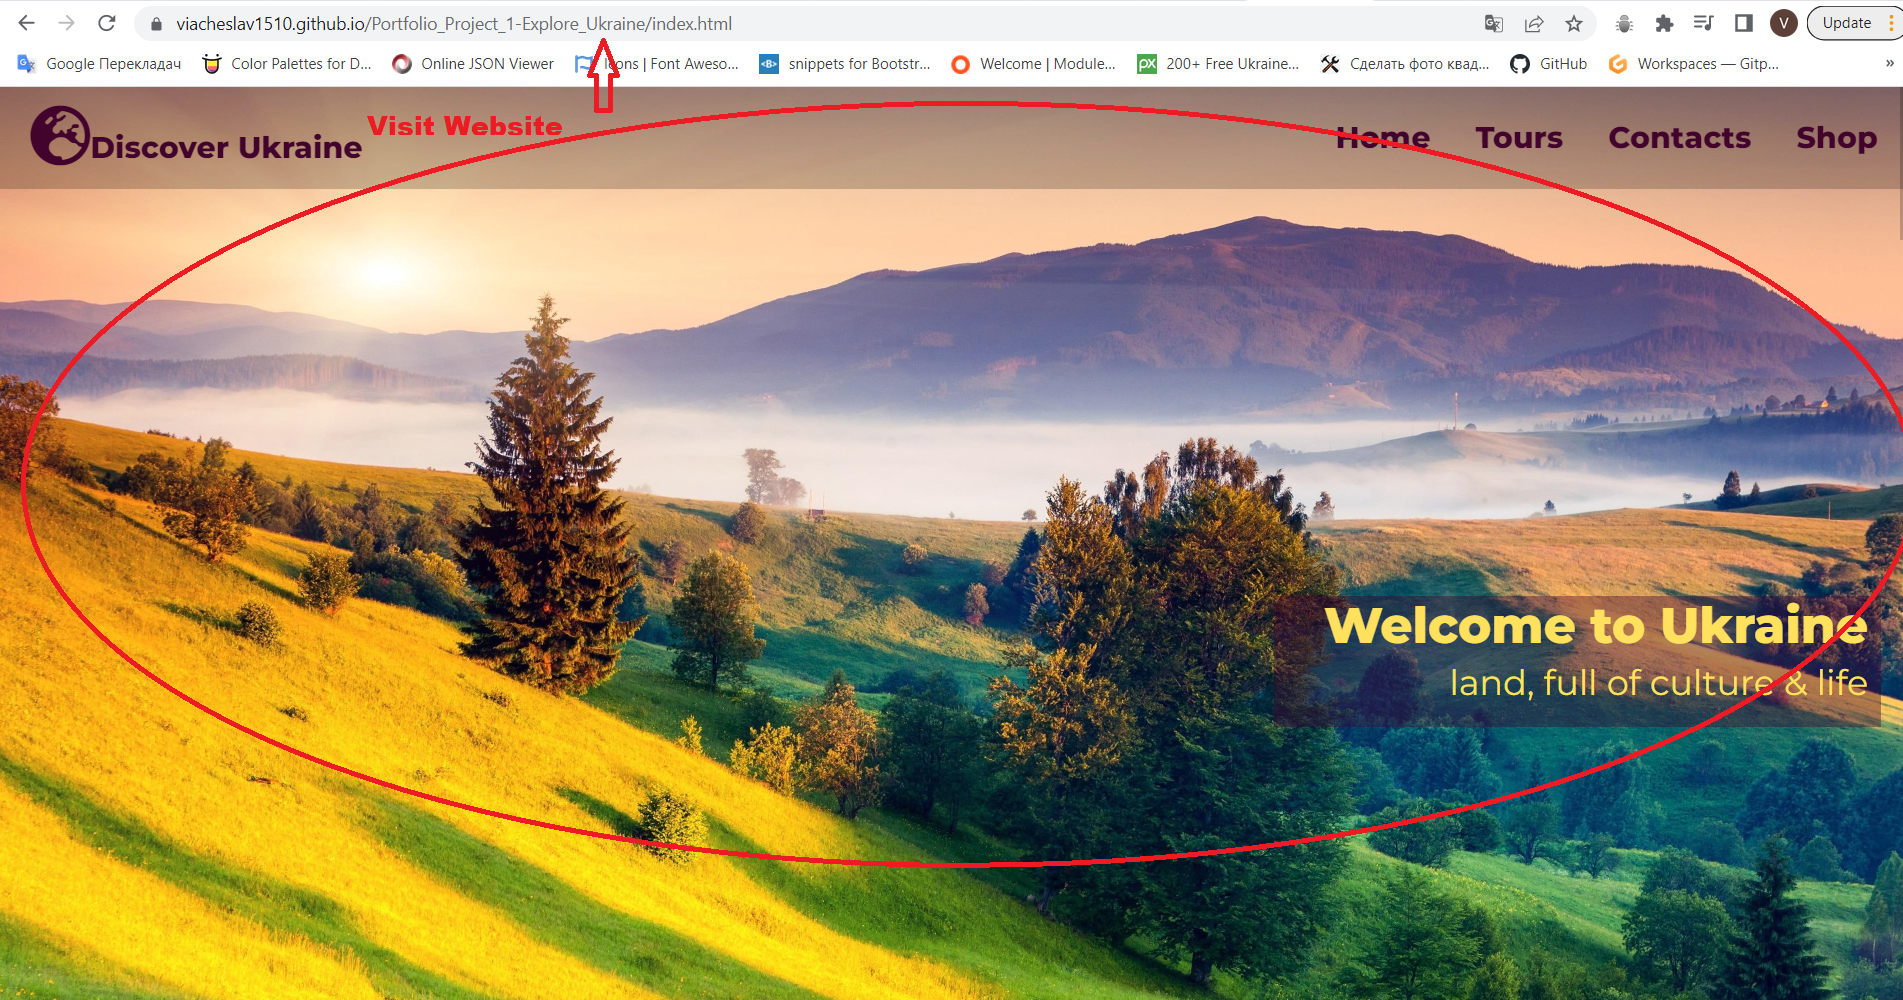 viacheslav1510.github.io/Portfolio_Project_1-Explore_Ukraine/index.html
V
Update
Google Перекладач
Color Palettes for D...
Online JSON Viewer
Icons | Font Aweso...
<B>
snippets for Bootstr...
Welcome | Module...
px
200+ Free Ukraine...
Сделать фото квад...
GitHub
Workspaces — Gitp...
»
Visit Website
Discover Ukraine
Home
Tours
Contacts
Shop
Welcome to Ukraine
land, full of culture & life